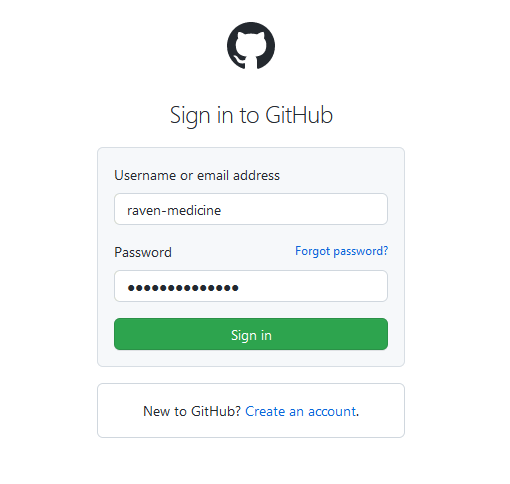 Sign in to GitHub
Username or email address
raven-medicine
Password Forgot password?
●●●●●●●●●●●●●●
Sign in
New to GitHub? Create an account.